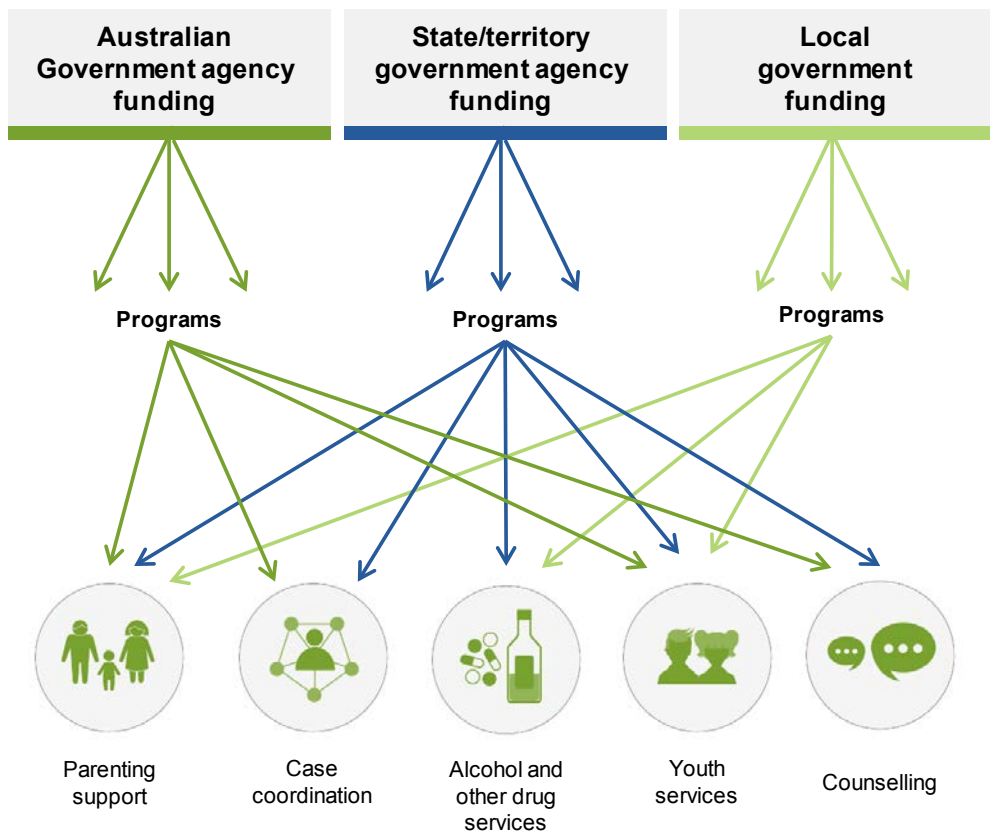 Australian
Government agency
funding
State/territory
government agency
funding
Local
government
funding
Programs
Programs
Programs
Parenting
support
Case
coordination
Alcohol and
other drug
services
Youth
services
Counselling